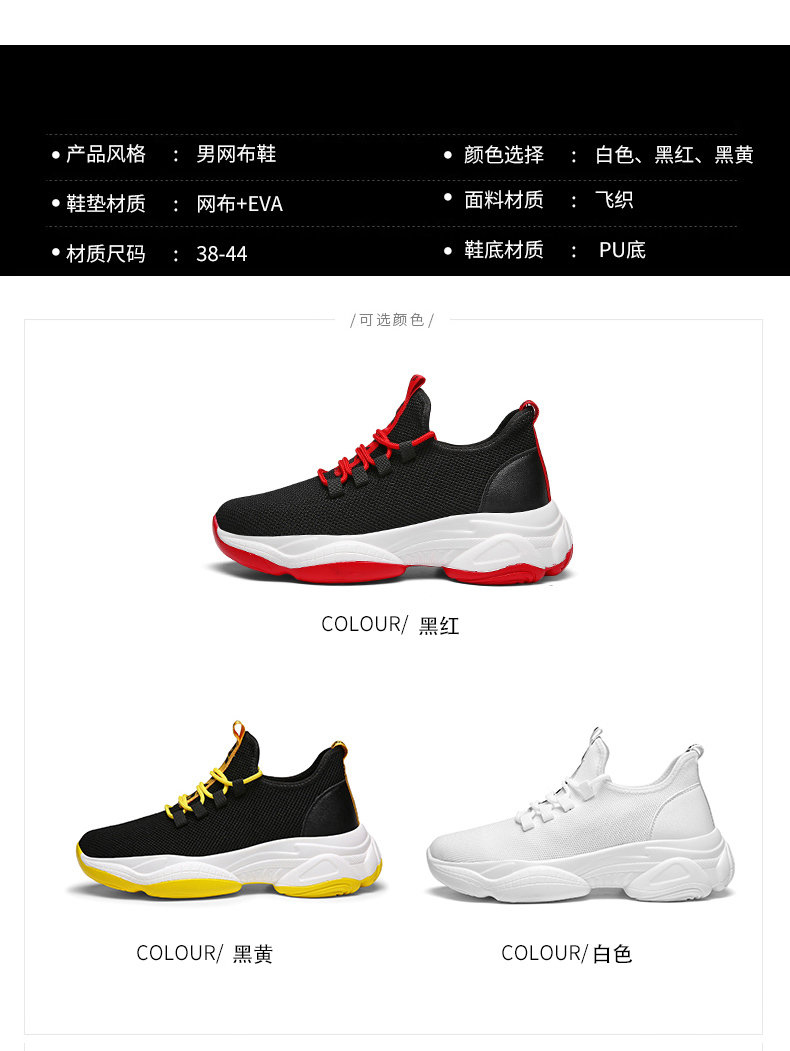 产品风格 : 男网布鞋
颜色选择 : 白色、黑红、黑黄
鞋垫材质 : 网布+EVA
面料材质 : 飞织
材质尺码 : 38-44
鞋底材质 : PU底
/可选颜色/
COLOUR/ 黑红
COLOUR/ 黑黄
COLOUR/白色